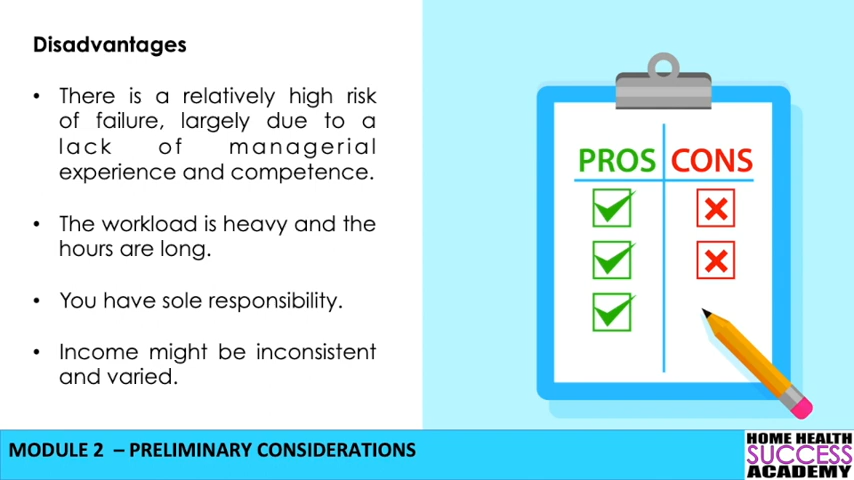 Disadvantages
• There is a relatively high risk
of failure, largely due to a
lack of managerial
experience and competence.
• The workload is heavy and the
hours are long.
• You have sole responsibility.
• Income might be inconsistent
and varied.
PROS CONS
MODULE 2 – PRELIMINARY CONSIDERATIONS
HOME HEALTH
SUCCESS
ACADEMY